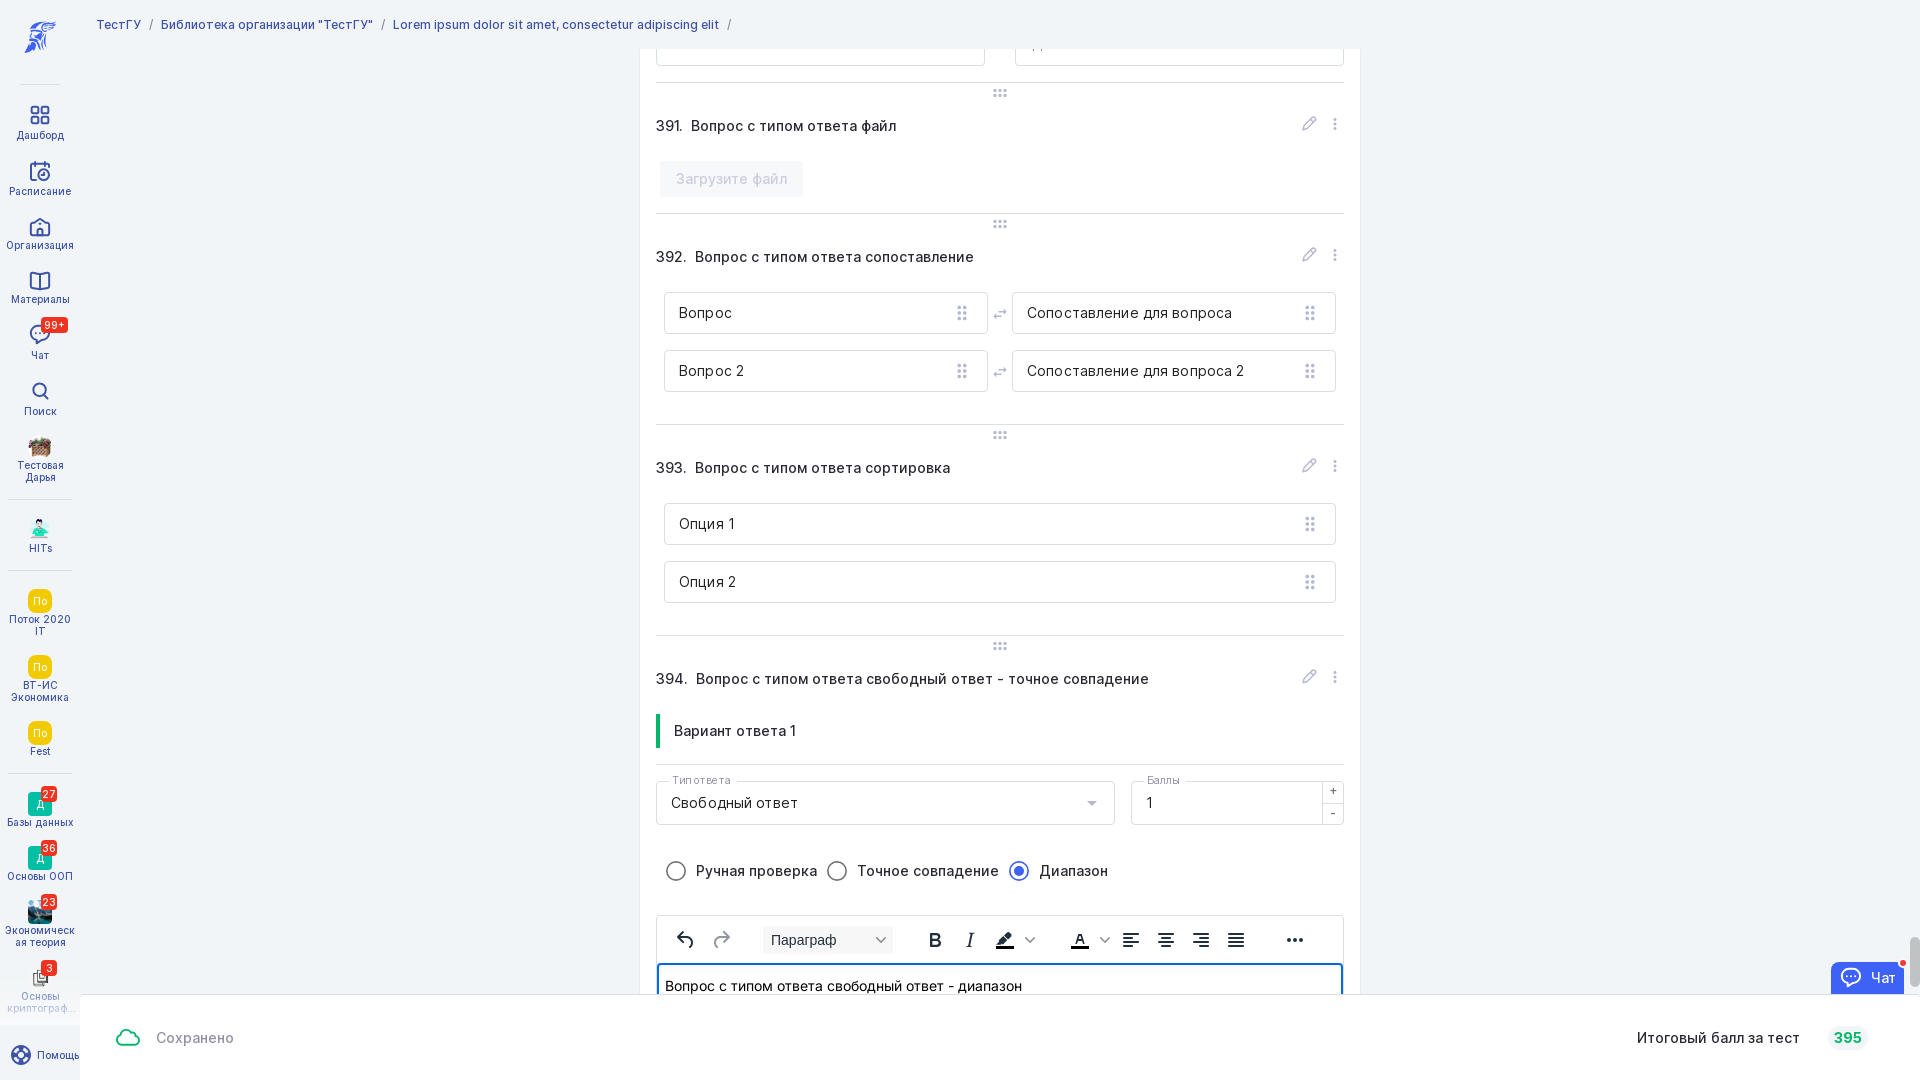 ТестГУ / Библиотека организации "ТестГУ" / Lorem ipsum dolor sit amet, consectetur adipiscing elit /
Дашборд
Расписание
Организация
Материалы
99+
Чат
Поиск
Тестовая
Дарья
HITs
По
Поток 2020
IT
По
ВТ-ИС
Экономика
По
Fest
27
Д
Базы данных
36
Д
Основы ООП
23
Экономическ
ая теория
3
Основы
криптограф...
Помощь
391. Вопрос с типом ответа файл
Загрузите файл
392. Вопрос с типом ответа сопоставление
Вопрос
Сопоставление для вопроса
Вопрос 2
Сопоставление для вопроса 2
393. Вопрос с типом ответа сортировка
Опция 1
Опция 2
394. Вопрос с типом ответа свободный ответ - точное совпадение
Вариант ответа 1
Тип ответа
Свободный ответ
Баллы
1
+
-
Ручная проверка
Точное совпадение
Диапазон
Параграф
Вопрос с типом ответа свободный ответ - диапазон
Чат
Сохранено
Итоговый балл за тест 395